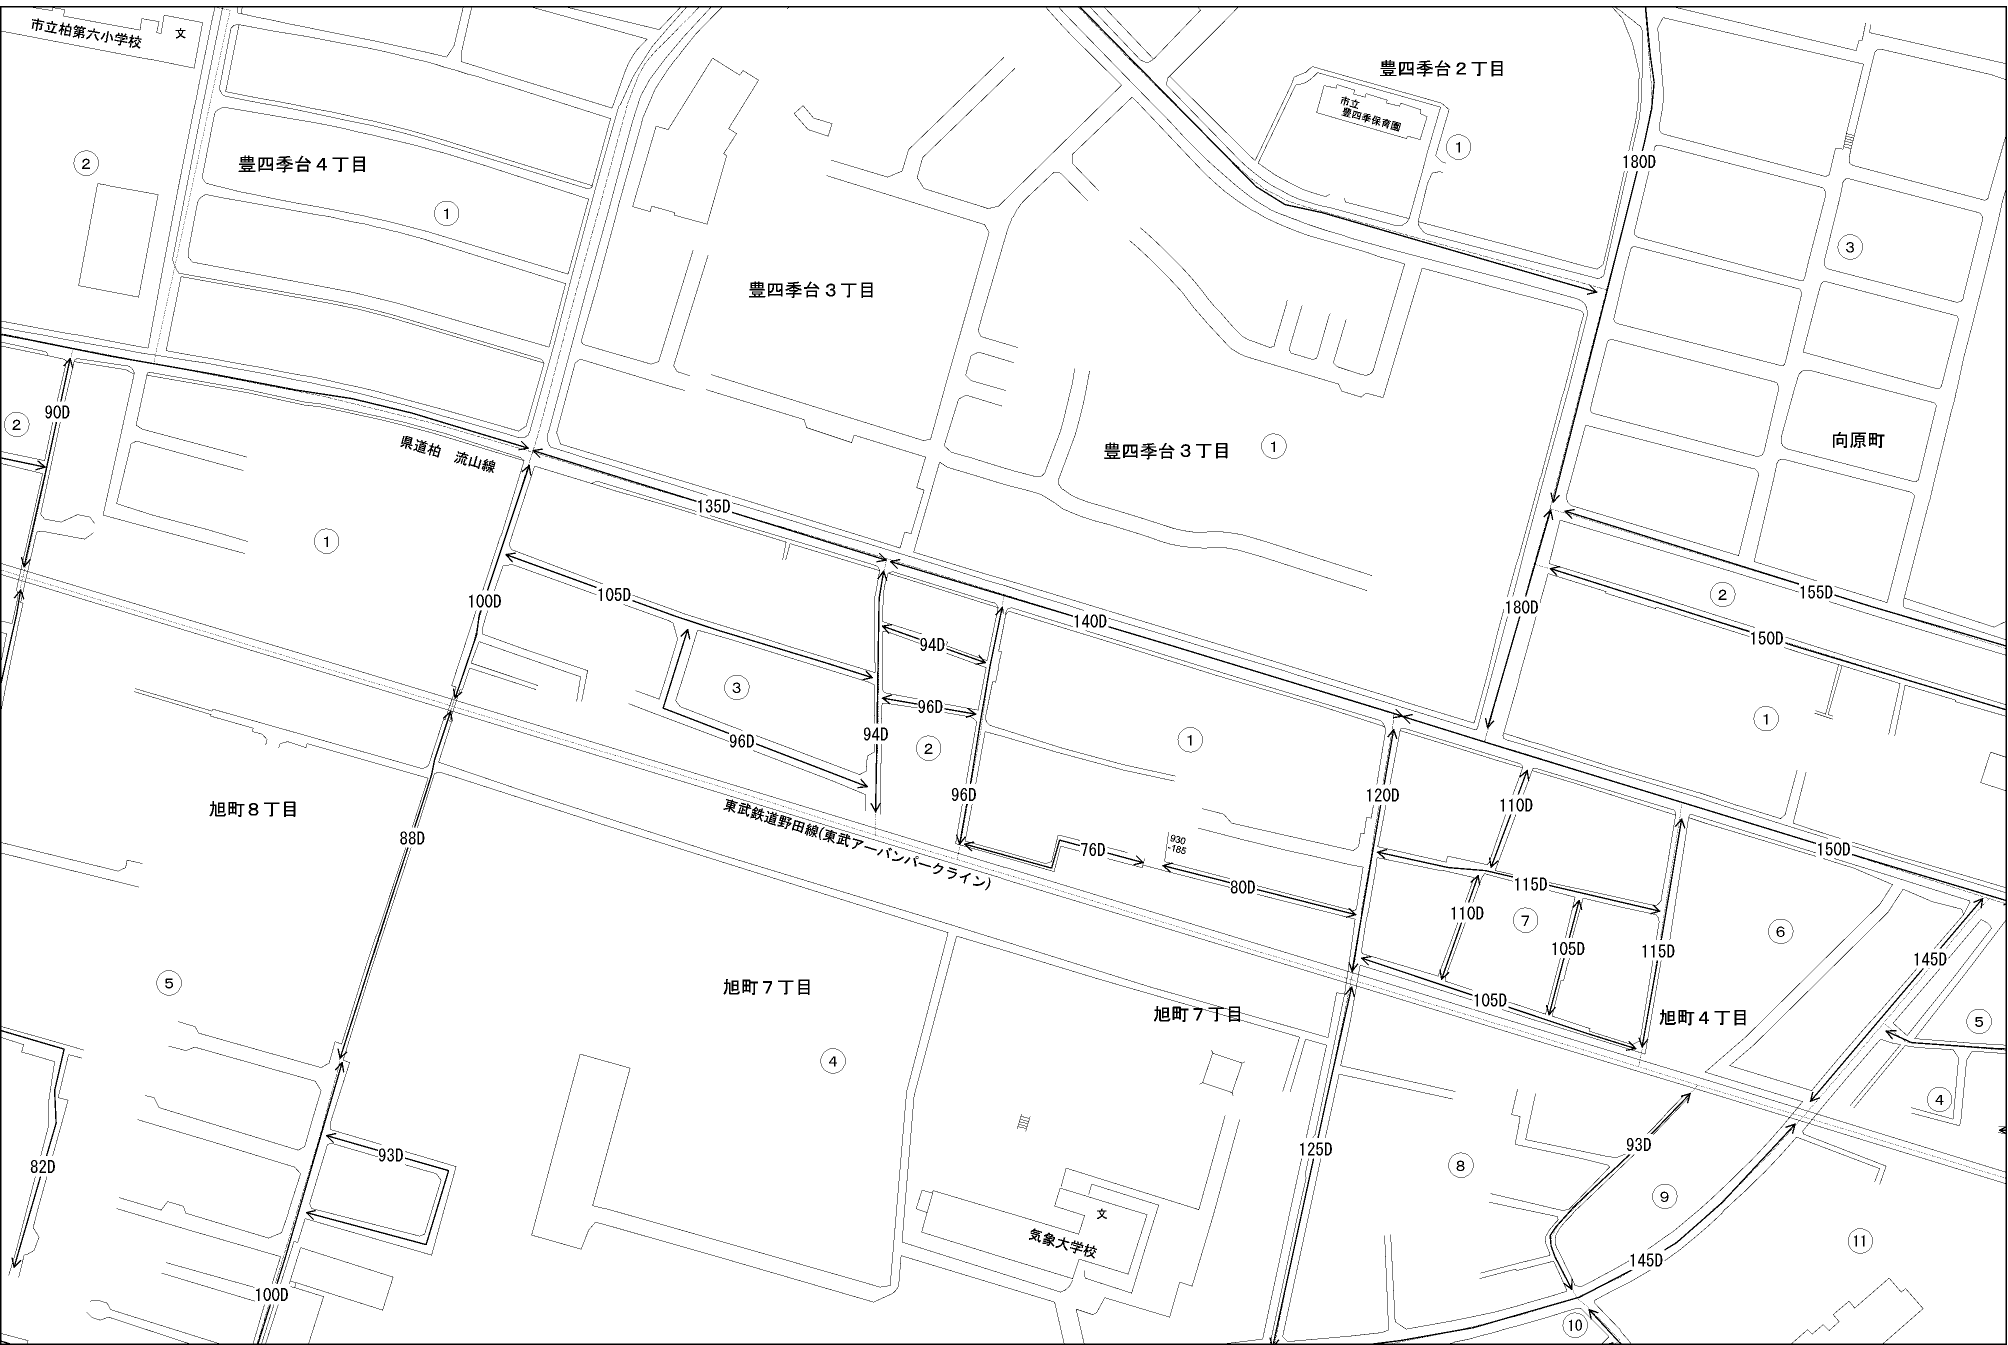 市立柏第六小学校
文
豊四季台２丁目
市立
豊四季保育園
①
180D
②
豊四季台４丁目
①
③
豊四季台３丁目
90D
②
県道柏　流山線
豊四季台３丁目
①
向原町
135D
①
105D
100D
140D
180D
②
155D
150D
94D
③
96D
94D
96D
②
①
①
96D
120D
110D
旭町８丁目
東武鉄道野田線(東武アーバンパークライン)
88D
76D
930
-185
80D
150D
115D
110D
⑦
105D
115D
⑥
145D
⑤
旭町７丁目
105D
旭町７丁目
旭町４丁目
⑤
④
④
82D
93D
125D
⑧
93D
⑨
文
気象大学校
145D
⑪
100D
⑩